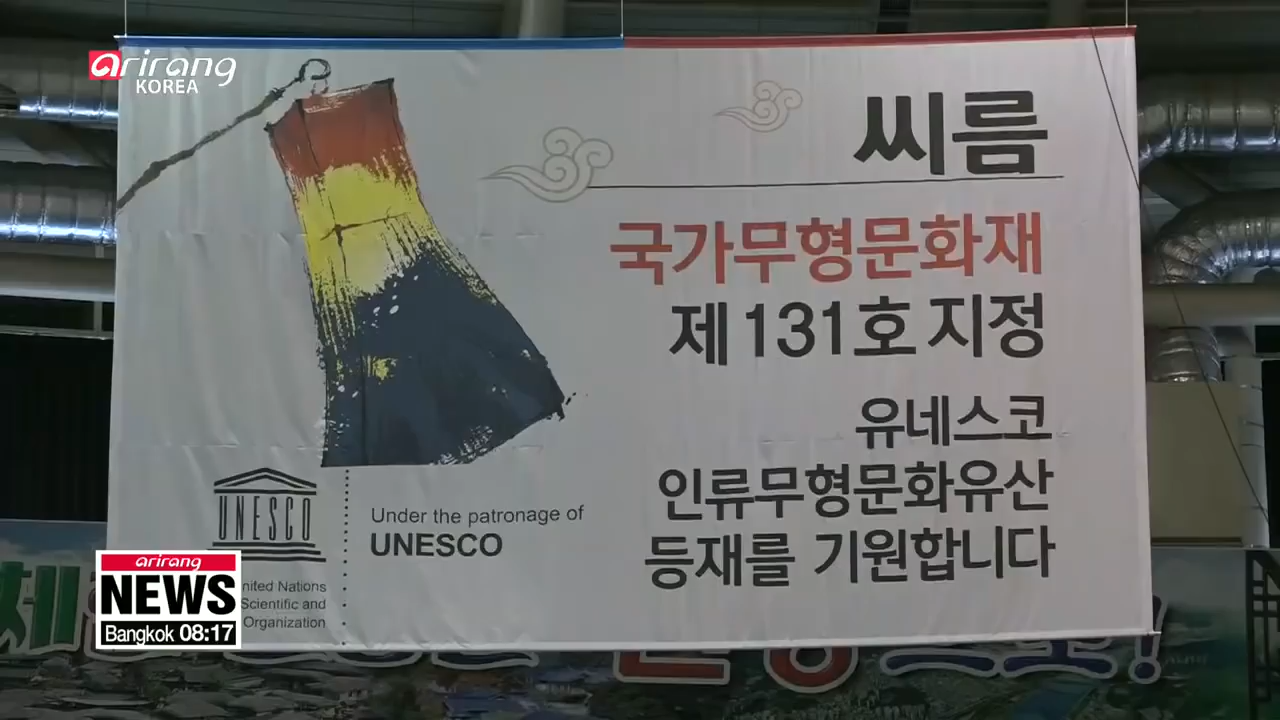 arirang
KOREA
씨름
국가무형문화재
제131호 지정
유네스코
인류무형문화유산
등재를 기원합니다
UNESCO
Under the patronage of
UNESCO
nited Nations
Scientific and
Organization
arirang
NEWS
Bangkok 08:17